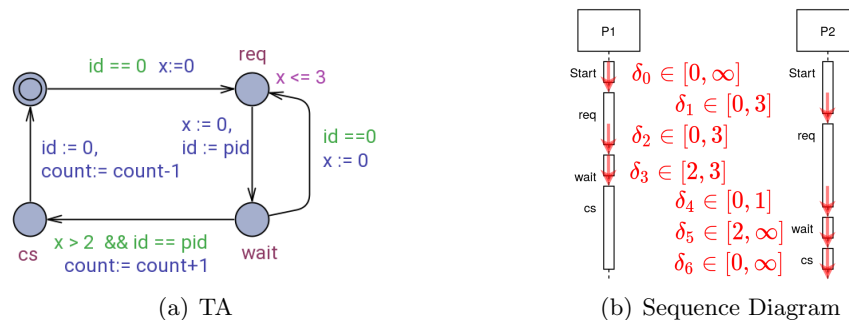 id == 0 x:=0
req
x <= 3
x := 0,
id := pid
id ==0
x := 0
id := 0,
count:= count-1
cs
wait
x > 2 && id == pid
count:= count+1
(a) TA
P1
P2
Start
δ₀ ∈ [0, ∞]
Start
δ₁ ∈ [0, 3]
req
δ₂ ∈ [0, 3]
req
δ₃ ∈ [2, 3]
wait
δ₄ ∈ [0, 1]
cs
δ₅ ∈ [2, ∞]
wait
δ₆ ∈ [0, ∞]
cs
(b) Sequence Diagram